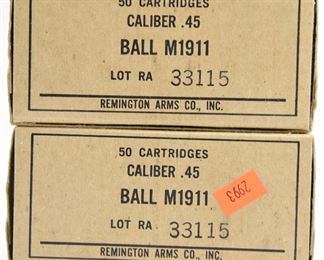 50 CARTRIDGES
CALIBER .45
BALL M1911
LOT RA 33115
REMINGTON ARMS CO., INC.
50 CARTRIDGES
CALIBER .45
BALL M1911
2993
LOT RA 33115
REMINGTON ARMS CO., INC.